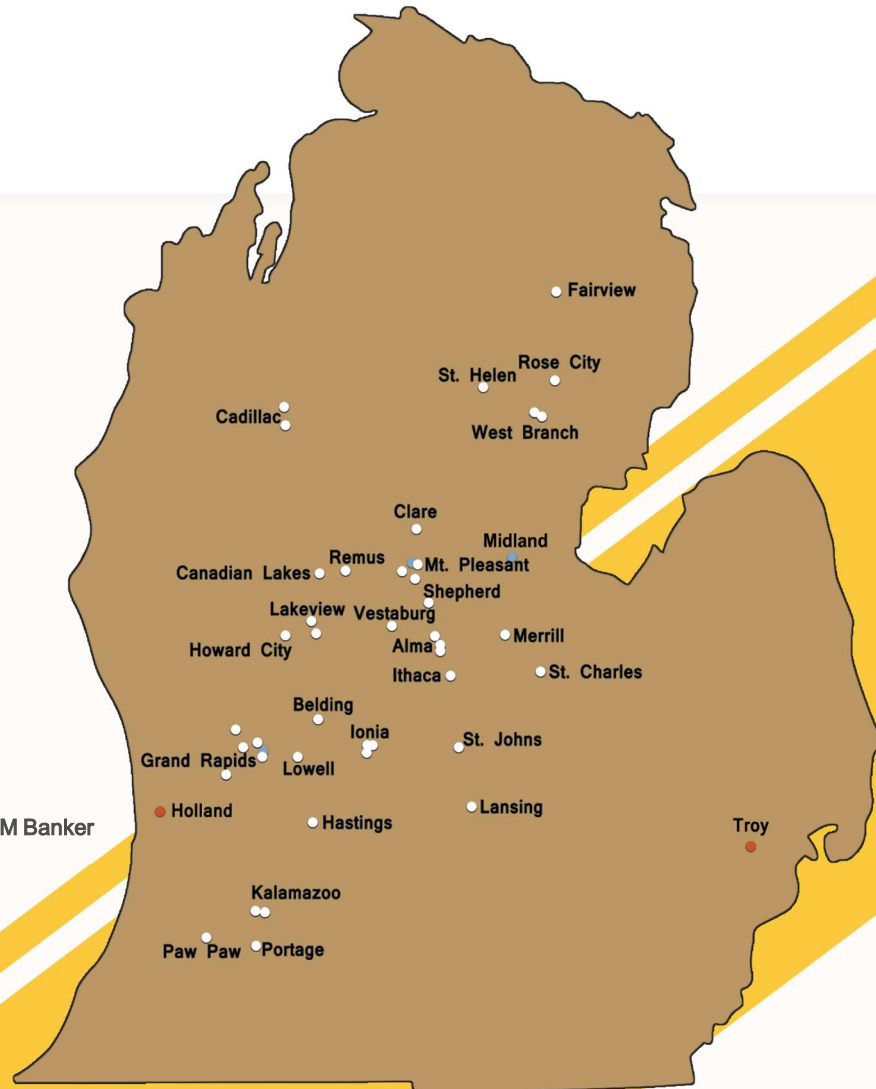 Fairview
Rose City
St. Helen
Cadillac
West Branch
Clare
Midland
Remus
Mt. Pleasant
Canadian Lakes
Shepherd
Lakeview
Vestaburg
Merrill
Howard City
Alma
Ithaca
St. Charles
Belding
Ionia
St. Johns
Grand Rapids
Lowell
Holland
Lansing
Hastings
M Banker
Troy
Kalamazoo
Paw Paw
Portage